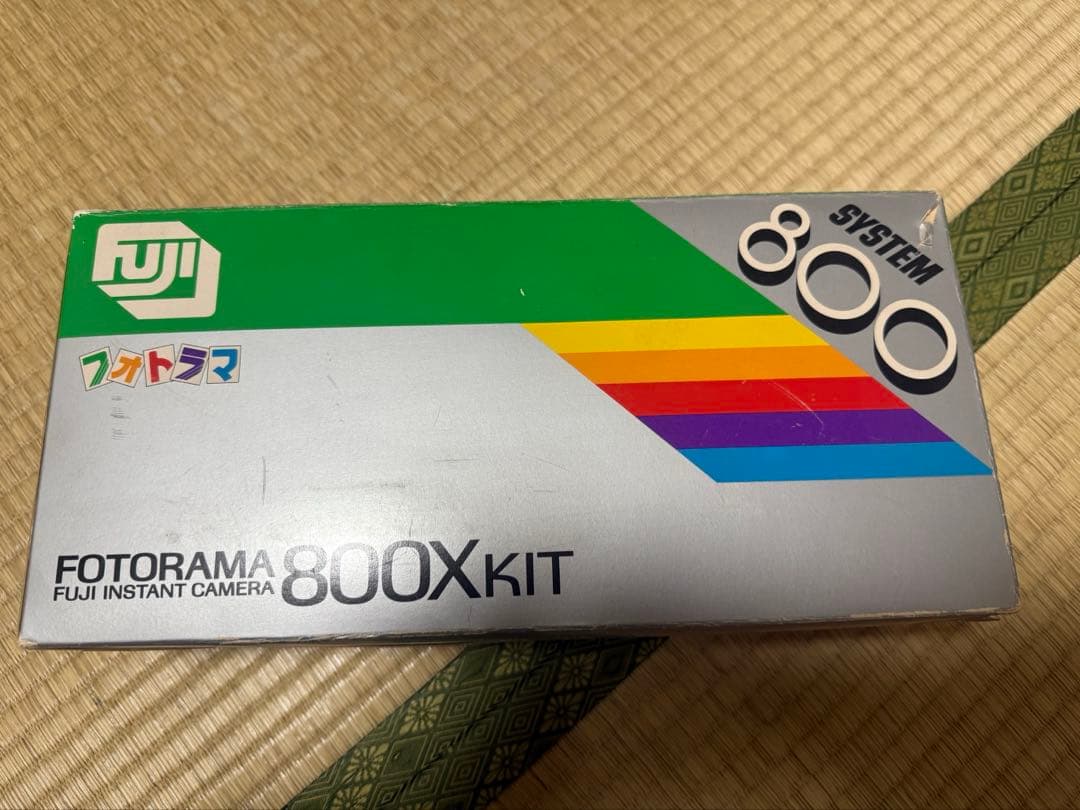 FUJI
SYSTEM
800
フォトラマ
FOTORAMA
FUJI INSTANT CAMERA
800X KIT